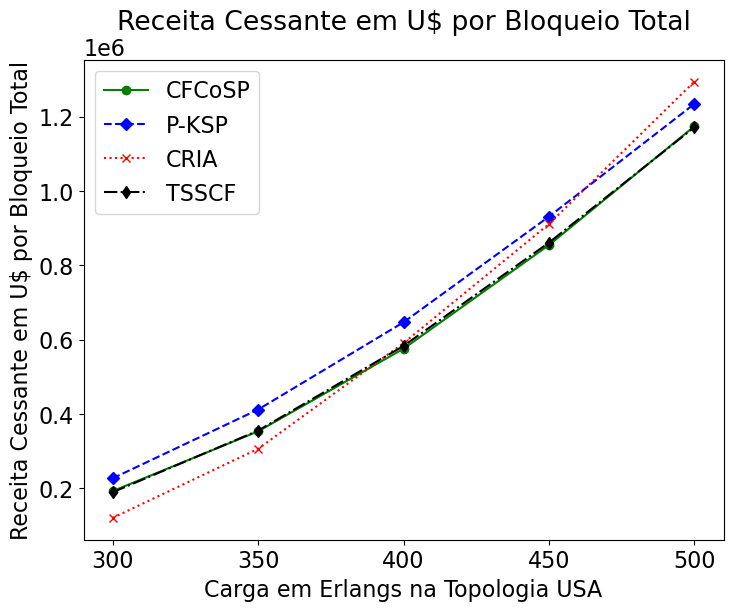 Receita Cessante em U$ por Bloqueio Total
1e6
Receita Cessante em U$ por Bloqueio Total
1.2
1.0
0.8
0.6
0.4
0.2
CFCoSP
P-KSP
CRIA
TSSCF
300 350 400 450 500
Carga em Erlangs na Topologia USA